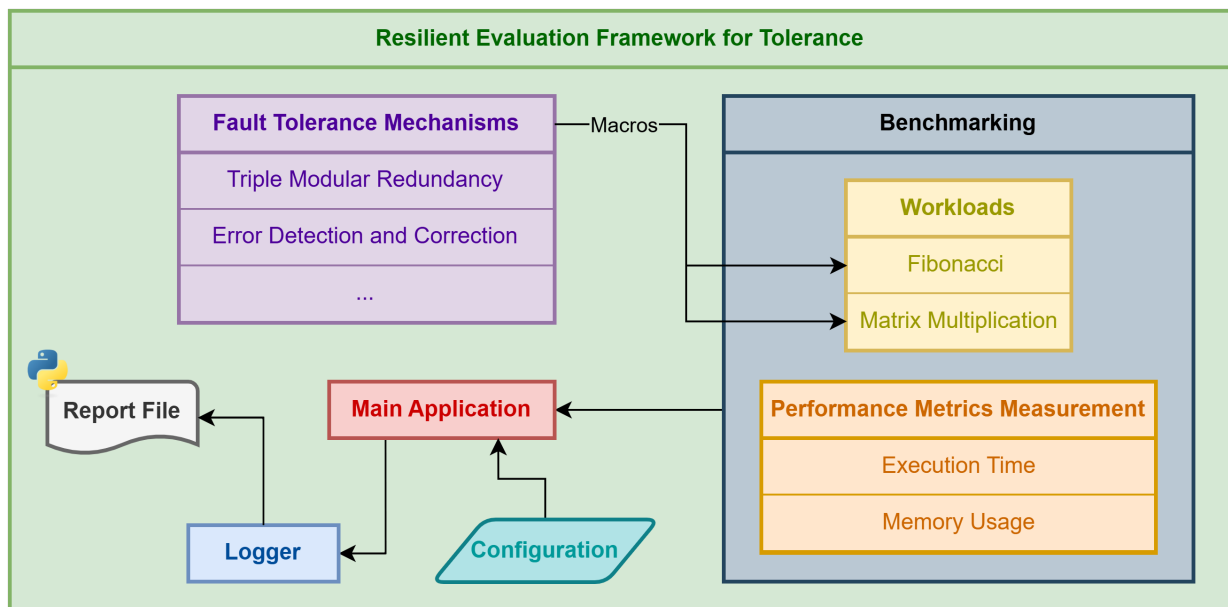 Resilient Evaluation Framework for Tolerance
Fault Tolerance Mechanisms
Triple Modular Redundancy
Error Detection and Correction
...
Macros
Benchmarking
Workloads
Fibonacci
Matrix Multiplication
Performance Metrics Measurement
Execution Time
Memory Usage
Main Application
Report File
Logger
Configuration